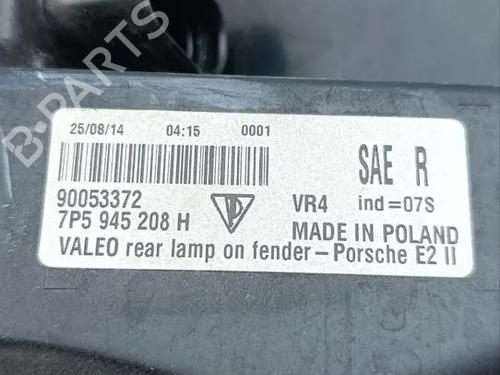 B-PARTS
25/08/14 04:15 0001
SAE R
90053372
VR4 ind=07S
7P5 945 208 H
MADE IN POLAND
VALEO rear lamp on fender-Porsche E2 II